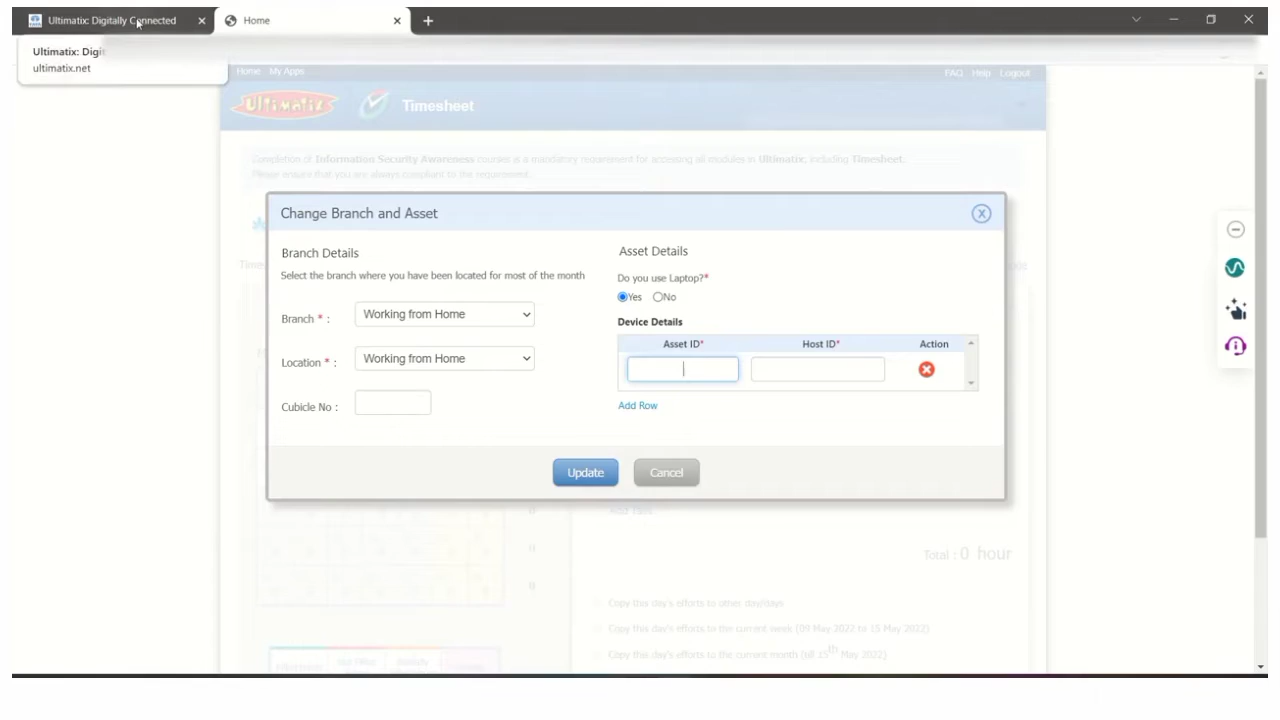 Ultimatix: Digitally Connected
Home
Ultimatix: Digit
ultimatix.net
Home My Apps
FAQ Help Logout
Ultimatix
Timesheet
Completion of Information Security Awareness courses is a mandatory requirement for accessing all modules in Ultimatix, including Timesheet.
Please ensure that you are always compliant to the requirement.
Change Branch and Asset
X
Branch Details
Select the branch where you have been located for most of the month
Branch * :
Working from Home
Location * :
Working from Home
Cubicle No :
Asset Details
Do you use Laptop?*
Yes No
Device Details
Asset ID* Host ID* Action
Add Row
Update Cancel
0
0
0
Total : 0 hour
Copy this day's efforts to other day/days
Copy this day's efforts to the current week (09 May 2022 to 15 May 2022)
Copy this day's efforts to the current month (till 15th May 2022)